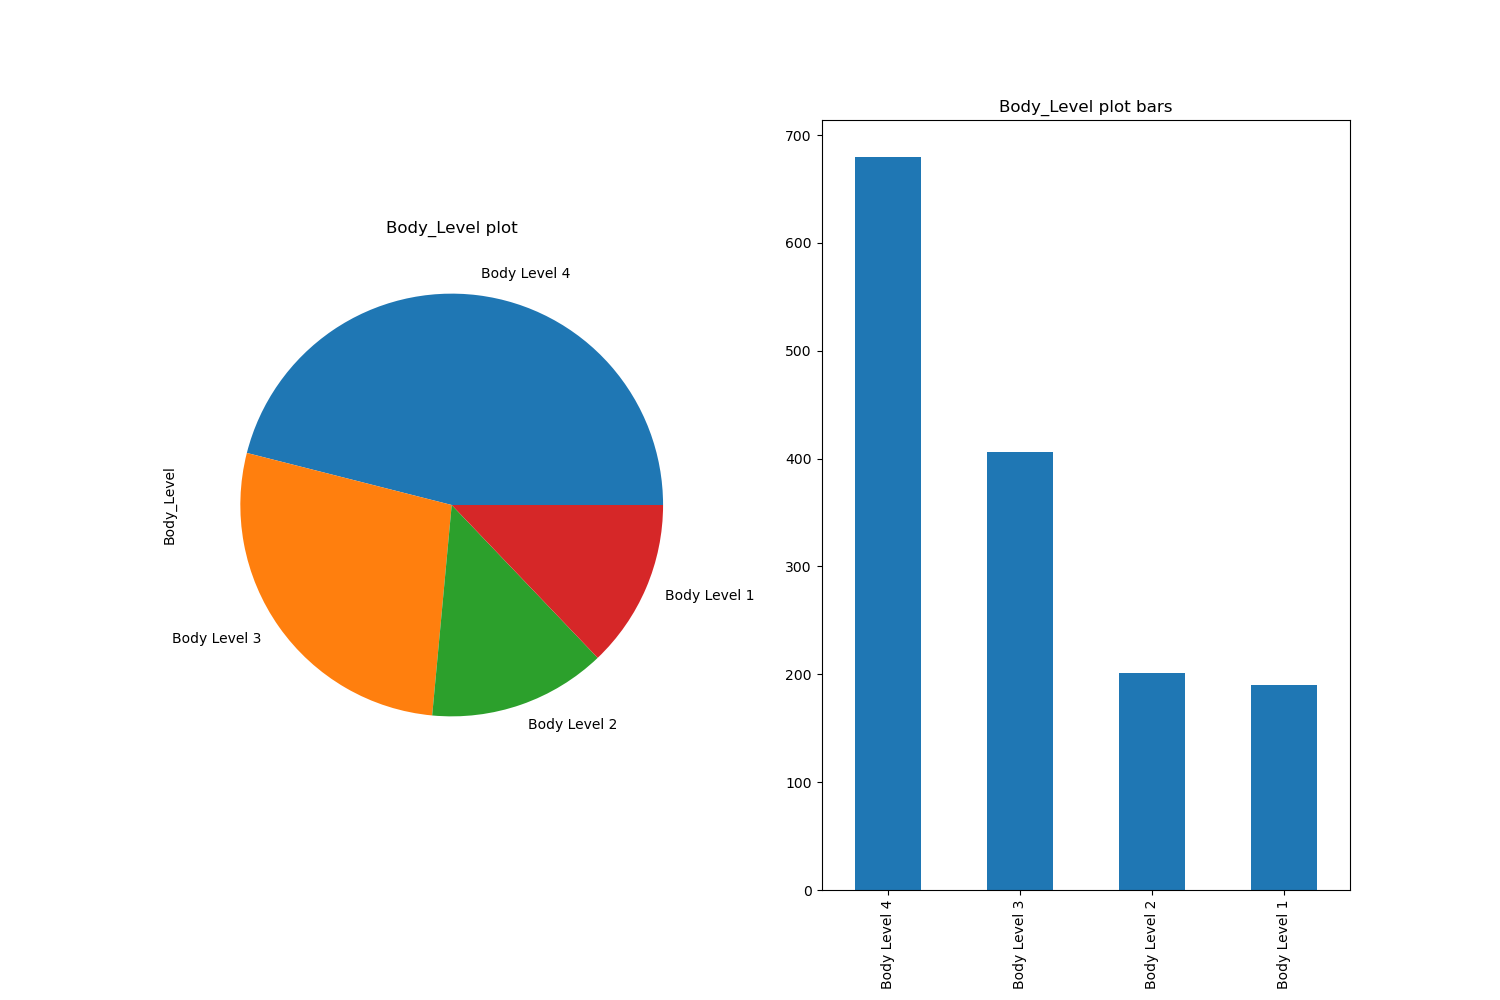 Body_Level plot
Body Level 4
Body_Level
Body Level 3
Body Level 2
Body Level 1
Body_Level plot bars
700
600
500
400
300
200
100
0
Body Level 4
Body Level 3
Body Level 2
Body Level 1